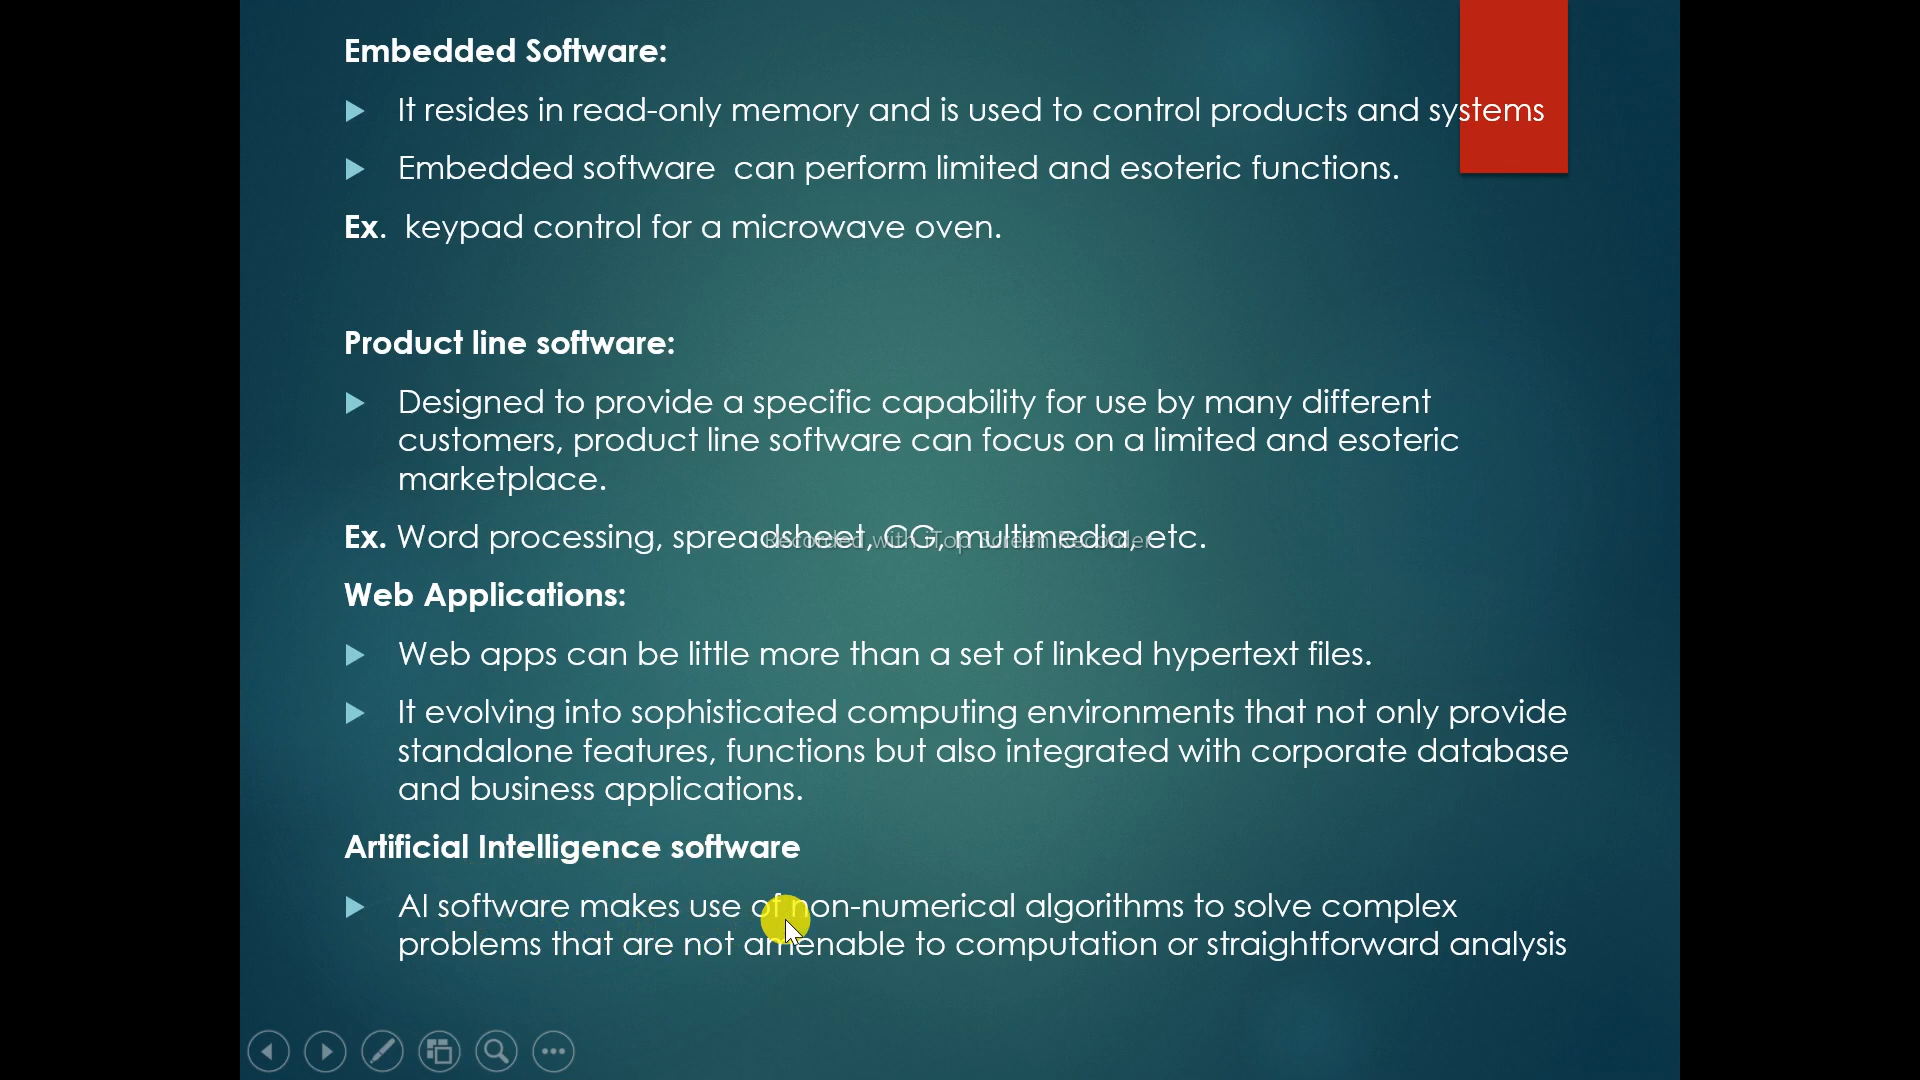 Embedded Software:
It resides in read-only memory and is used to control products and systems
Embedded software  can perform limited and esoteric functions.
Ex.  keypad control for a microwave oven.
Product line software:
Designed to provide a specific capability for use by many different
customers, product line software can focus on a limited and esoteric
marketplace.
Ex. Word processing, spreadsheet, CG, multimedia, etc.
Recorded with iTop Screen Recorder
Web Applications:
Web apps can be little more than a set of linked hypertext files.
It evolving into sophisticated computing environments that not only provide
standalone features, functions but also integrated with corporate database
and business applications.
Artificial Intelligence software
AI software makes use of non-numerical algorithms to solve complex
problems that are not amenable to computation or straightforward analysis